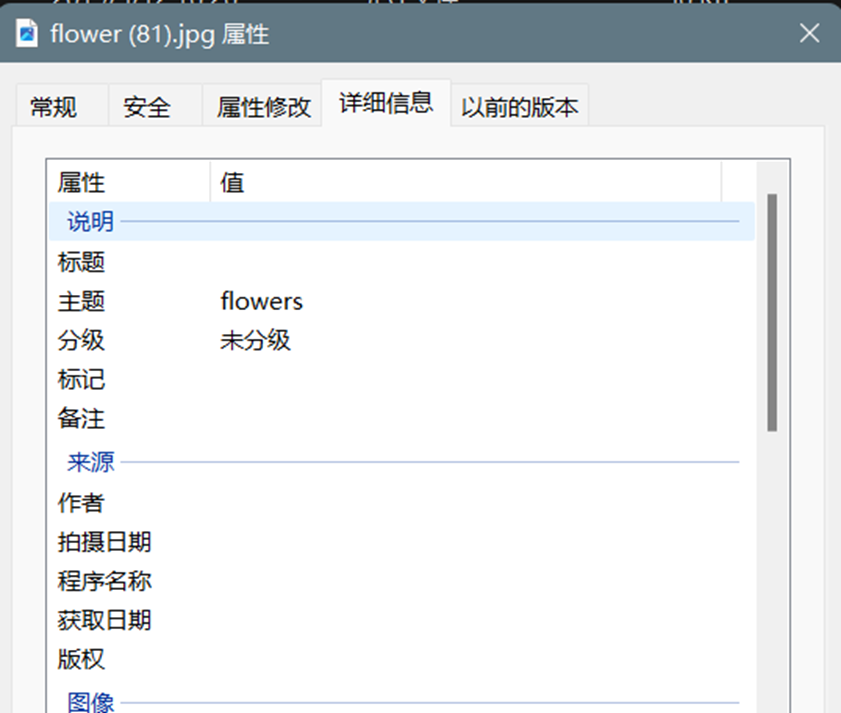 flower (81).jpg 属性
常规 安全 属性修改 详细信息 以前的版本
属性 值
说明
标题
主题 flowers
分级 未分级
标记
备注
来源
作者
拍摄日期
程序名称
获取日期
版权
图像